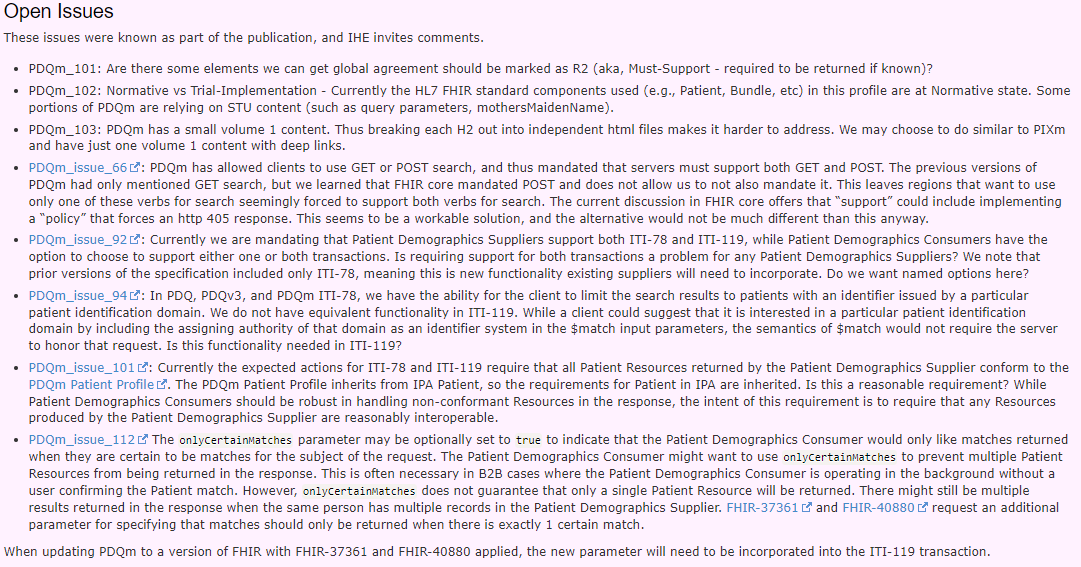 Open Issues
These issues were known as part of the publication, and IHE invites comments.
• PDQm_101: Are there some elements we can get global agreement should be marked as R2 (aka, Must-Support - required to be returned if known)?
• PDQm_102: Normative vs Trial-Implementation - Currently the HL7 FHIR standard components used (e.g., Patient, Bundle, etc) in this profile are at Normative state. Some
portions of PDQm are relying on STU content (such as query parameters, mothersMaidenName).
• PDQm_103: PDQm has a small volume 1 content. Thus breaking each H2 out into independent html files makes it harder to address. We may choose to do similar to PIXm
and have just one volume 1 content with deep links.
• PDQm_issue_66: PDQm has allowed clients to use GET or POST search, and thus mandated that servers must support both GET and POST. The previous versions of
PDQm had only mentioned GET search, but we learned that FHIR core mandated POST and does not allow us to not also mandate it. This leaves regions that want to use
only one of these verbs for search seemingly forced to support both verbs for search. The current discussion in FHIR core offers that “support” could include implementing
a “policy” that forces an http 405 response. This seems to be a workable solution, and the alternative would not be much different than this anyway.
• PDQm_issue_92: Currently we are mandating that Patient Demographics Suppliers support both ITI-78 and ITI-119, while Patient Demographics Consumers have the
option to choose to support either one or both transactions. Is requiring support for both transactions a problem for any Patient Demographics Suppliers? We note that
prior versions of the specification included only ITI-78, meaning this is new functionality existing suppliers will need to incorporate. Do we want named options here?
• PDQm_issue_94: In PDQ, PDQv3, and PDQm ITI-78, we have the ability for the client to limit the search results to patients with an identifier issued by a particular
patient identification domain. We do not have equivalent functionality in ITI-119. While a client could suggest that it is interested in a particular patient identification
domain by including the assigning authority of that domain as an identifier system in the $match input parameters, the semantics of $match would not require the server
to honor that request. Is this functionality needed in ITI-119?
• PDQm_issue_101: Currently the expected actions for ITI-78 and ITI-119 require that all Patient Resources returned by the Patient Demographics Supplier conform to the
PDQm Patient Profile. The PDQm Patient Profile inherits from IPA Patient, so the requirements for Patient in IPA are inherited. Is this a reasonable requirement? While
Patient Demographics Consumers should be robust in handling non-conformant Resources in the response, the intent of this requirement is to require that any Resources
produced by the Patient Demographics Supplier are reasonably interoperable.
• PDQm_issue_112 The onlyCertainMatches parameter may be optionally set to true to indicate that the Patient Demographics Consumer would only like matches returned
when they are certain to be matches for the subject of the request. The Patient Demographics Consumer might want to use onlyCertainMatches to prevent multiple Patient
Resources from being returned in the response. This is often necessary in B2B cases where the Patient Demographics Consumer is operating in the background without a
user confirming the Patient match. However, onlyCertainMatches does not guarantee that only a single Patient Resource will be returned. There might still be multiple
results returned in the response when the same person has multiple records in the Patient Demographics Supplier. FHIR-37361 and FHIR-40880 request an additional
parameter for specifying that matches should only be returned when there is exactly 1 certain match.
When updating PDQm to a version of FHIR with FHIR-37361 and FHIR-40880 applied, the new parameter will need to be incorporated into the ITI-119 transaction.